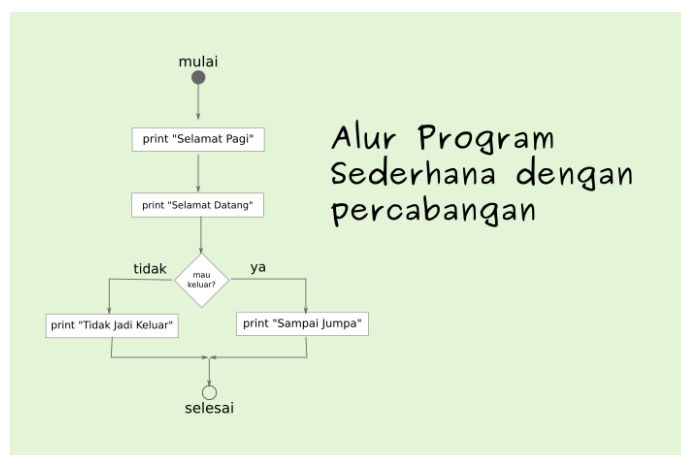 mulai
print "Selamat Pagi"
print "Selamat Datang"
mau
keluar?
tidak
ya
print "Tidak Jadi Keluar"
print "Sampai Jumpa"
selesai
Alur Program
Sederhana dengan
percabangan